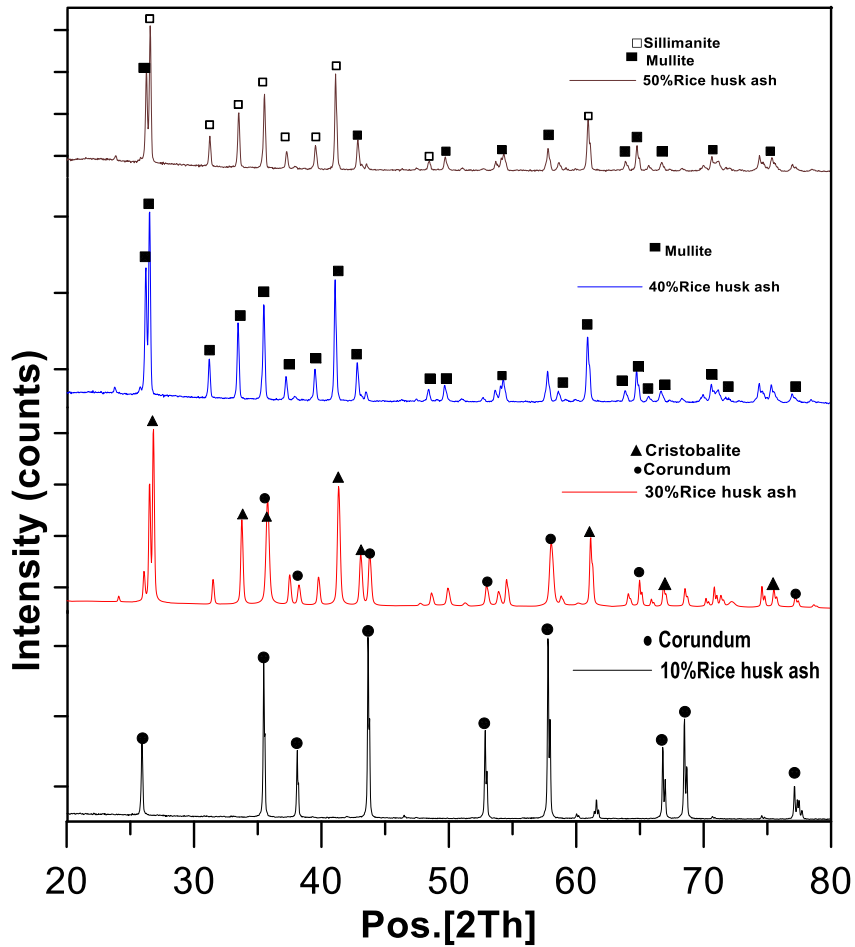 Sillimanite
Mullite
50%Rice husk ash
Mullite
40%Rice husk ash
Cristobalite
Corundum
30%Rice husk ash
Corundum
10%Rice husk ash
Intensity (counts)
20 30 40 50 60 70 80
Pos.[2Th]